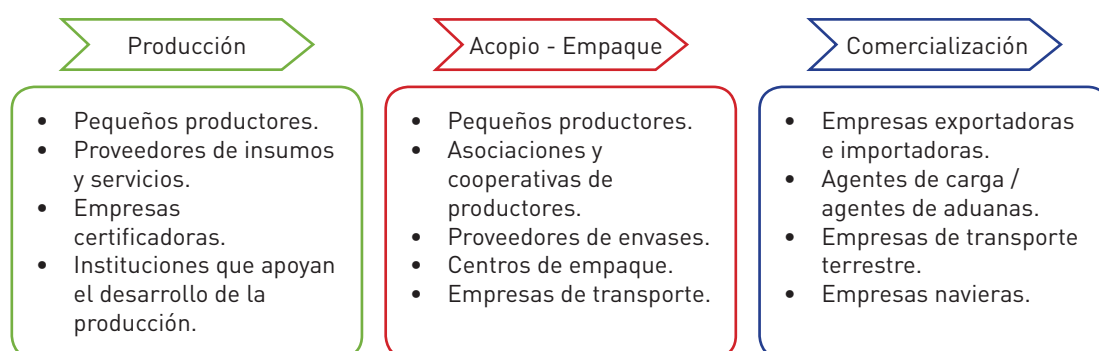 Producción
• Pequeños productores.
• Proveedores de insumos
y servicios.
• Empresas
certificadoras.
• Instituciones que apoyan
el desarrollo de la
producción.
Acopio - Empaque
• Pequeños productores.
• Asociaciones y
cooperativas de
productores.
• Proveedores de envases.
• Centros de empaque.
• Empresas de transporte.
Comercialización
• Empresas exportadoras
e importadoras.
• Agentes de carga /
agentes de aduanas.
• Empresas de transporte
terrestre.
• Empresas navieras.